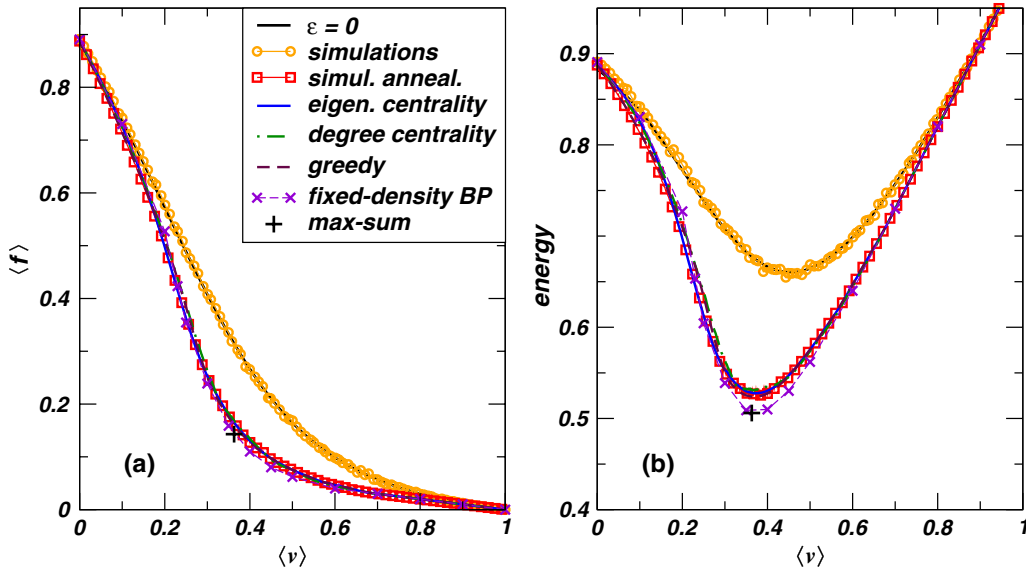 ε = 0
simulations
simul. anneal.
eigen. centrality
degree centrality
greedy
fixed-density BP
max-sum
0.8
0.6
0.4
0.2
0
⟨f⟩
(a)
0 0.2 0.4 0.6 0.8 1
⟨v⟩
0.9
0.8
0.7
0.6
0.5
0.4
energy
(b)
0 0.2 0.4 0.6 0.8 1
⟨v⟩